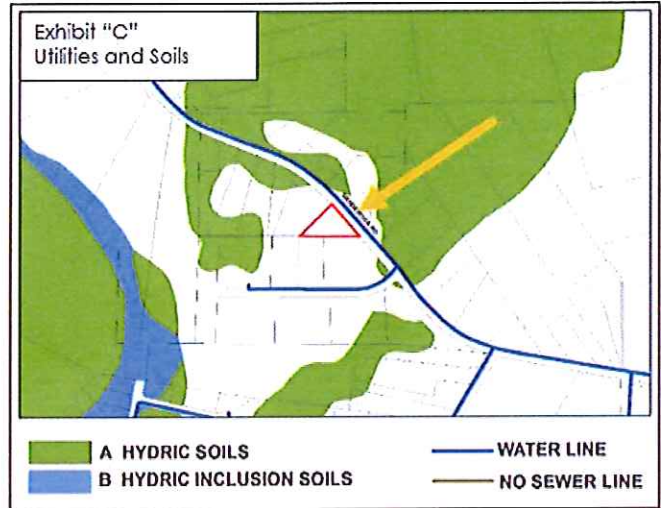 Exhibit "C"
Utilities and Soils
A HYDRIC SOILS
B HYDRIC INCLUSION SOILS
WATER LINE
NO SEWER LINE